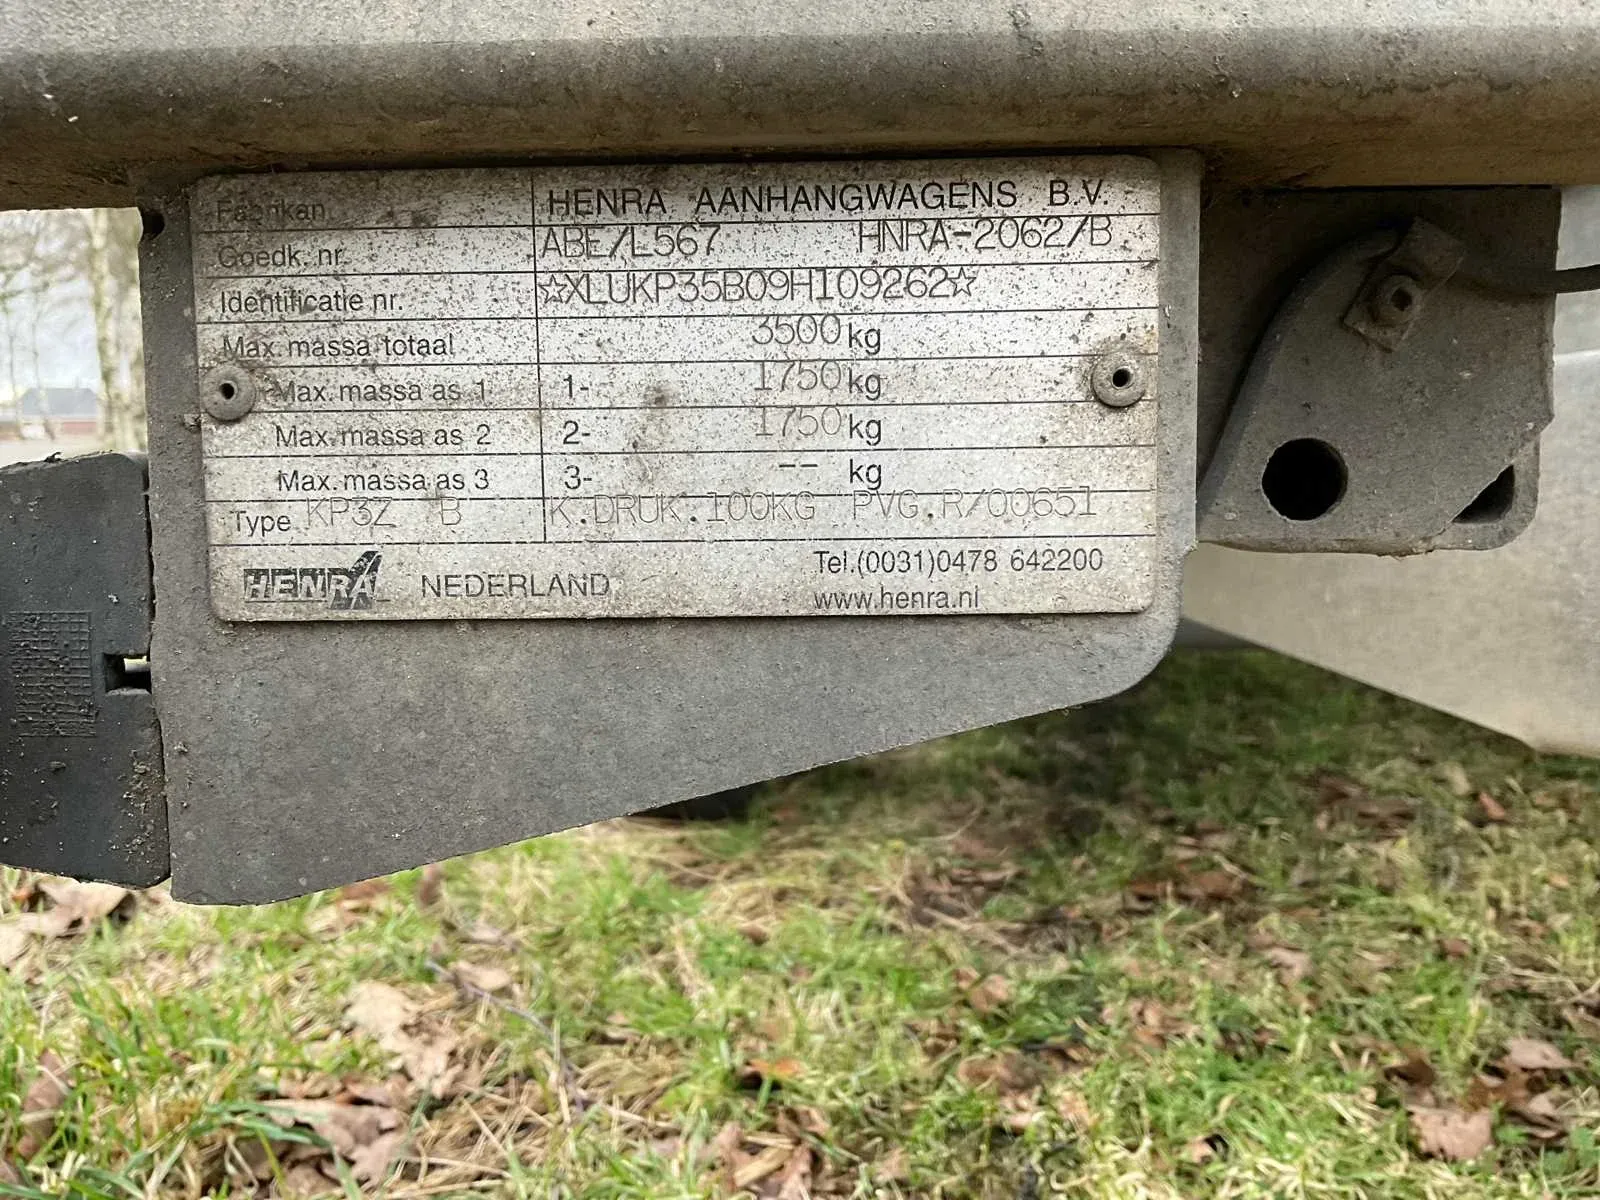 Fabrikan HENRA AANHANGWAGENS B.V.
Goedk. nr. ABE/L567 HNRA-2062/B
Identificatie nr. ☆XLUKP35B09HI09262☆
Max. massa totaal 3500 kg
Max. massa as 1 1- 1750 kg
Max. massa as 2 2- 1750 kg
Max. massa as 3 3- -- kg
Type KP3Z B K.DRUK.100KG PVG.R/00651
HENRA NEDERLAND Tel.(0031)0478 642200
www.henra.nl